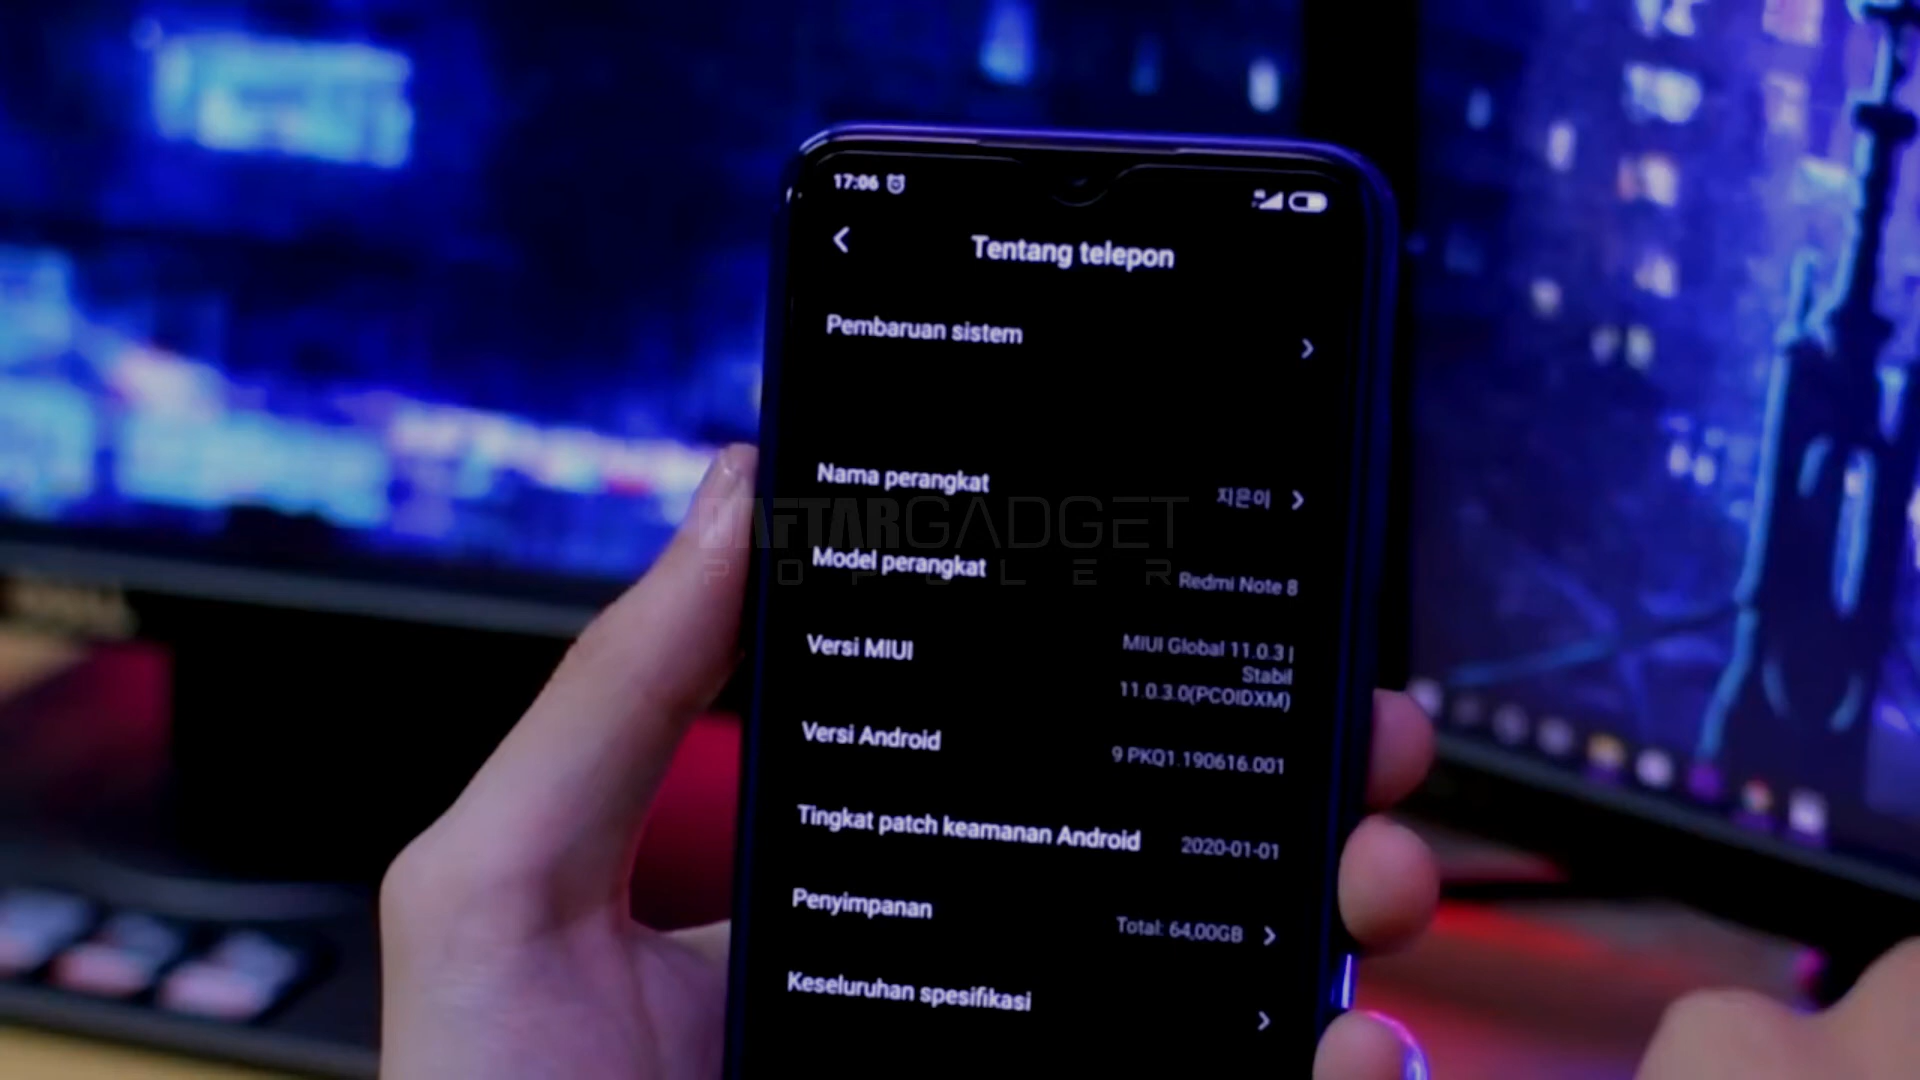 17:06
Tentang telepon
Pembaruan sistem
Nama perangkat 지은이
DAFTARGADGET
POPULER
Model perangkat Redmi Note 8
Versi MIUI MIUI Global 11.0.3 |
Stabil
11.0.3.0(PCOIDXM)
Versi Android 9 PKQ1.190616.001
Tingkat patch keamanan Android 2020-01-01
Penyimpanan Total: 64,00GB
Keseluruhan spesifikasi